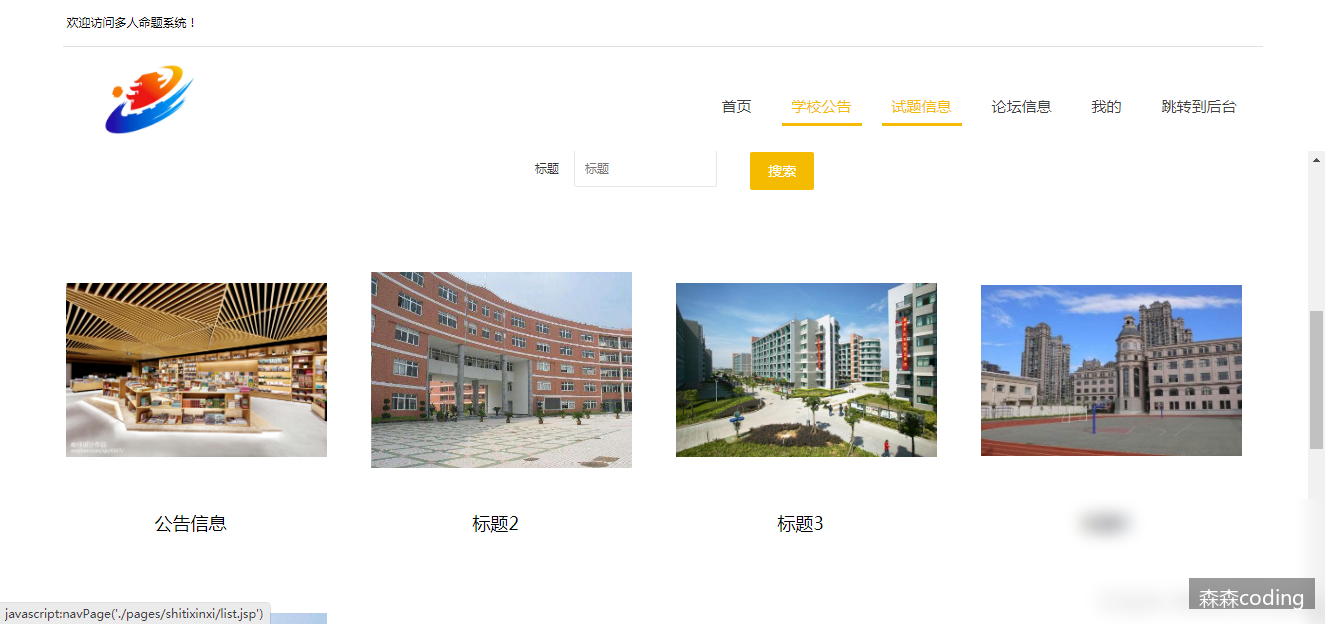 欢迎访问多人命题系统！
首页 学校公告 试题信息 论坛信息 我的 跳转到后台
标题 标题 搜索
公告信息 标题2 标题3
javascript:navPage('./pages/shitixinxi/list.jsp')
森森coding